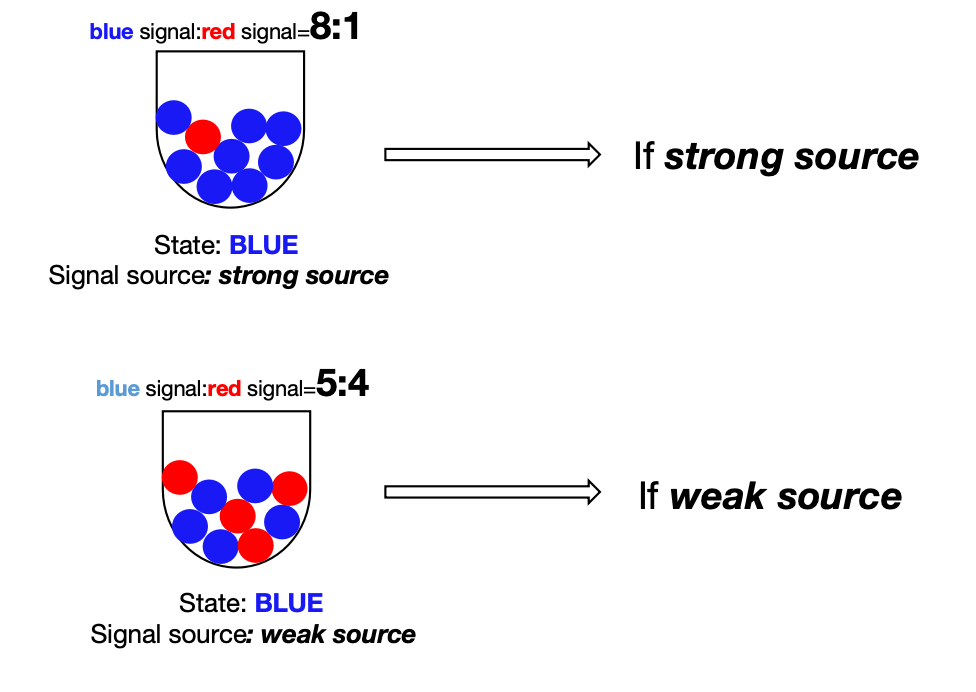 blue signal:red signal=8:1
If strong source
State: BLUE
Signal source: strong source
blue signal:red signal=5:4
If weak source
State: BLUE
Signal source: weak source